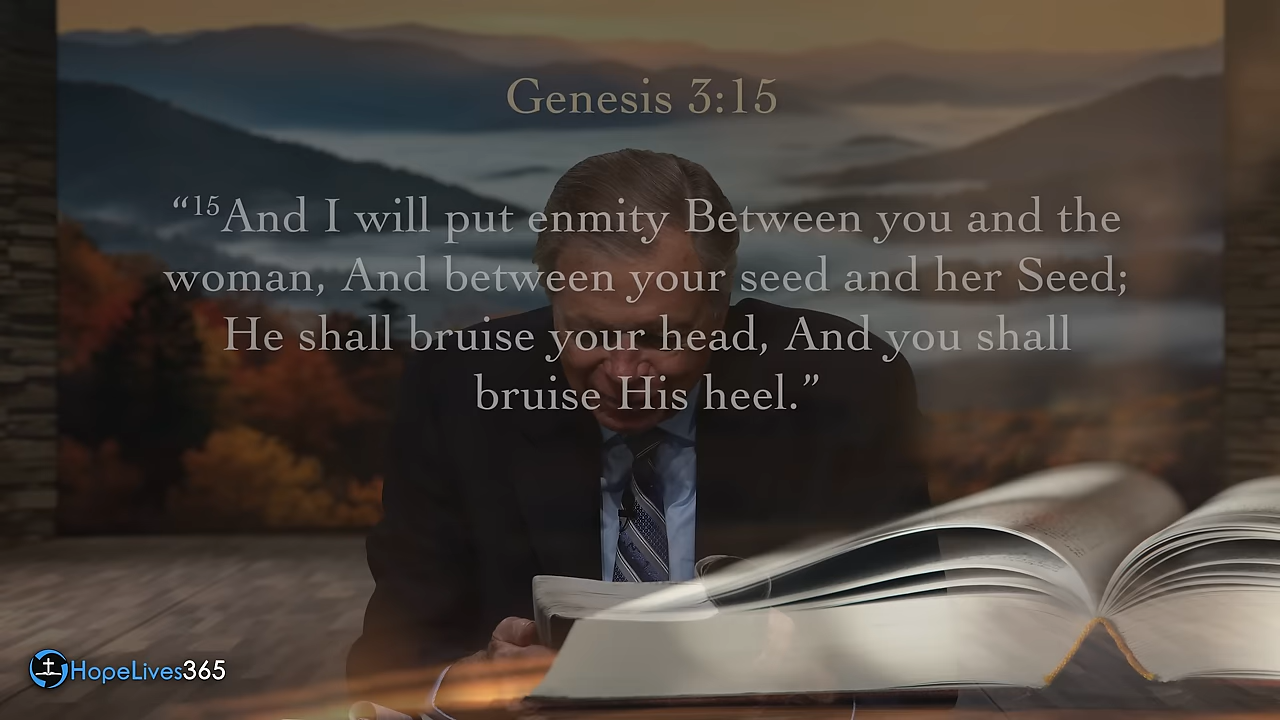 Genesis 3:15
“¹⁵And I will put enmity Between you and the
woman, And between your seed and her Seed;
He shall bruise your head, And you shall
bruise His heel.”
HopeLives365